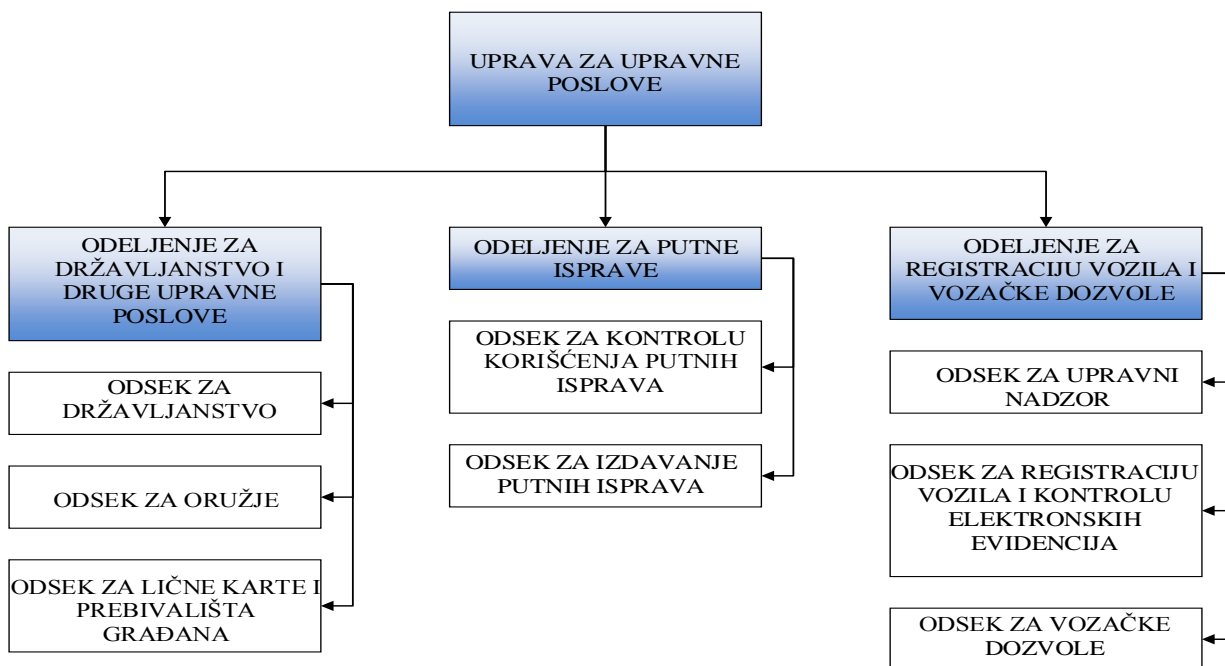 UPRAVA ZA UPRAVNE
POSLOVE
ODELJENJE ZA
DRŽAVLJANSTVO I
DRUGE UPRAVNE
POSLOVE
ODSEK ZA
DRŽAVLJANSTVO
ODSEK ZA ORUŽJE
ODSEK ZA LIČNE KARTE I
PREBIVALIŠTA
GRAĐANA
ODELJENJE ZA PUTNE
ISPRAVE
ODSEK ZA KONTROLU
KORIŠĆENJA PUTNIH
ISPRAVA
ODSEK ZA IZDAVANJE
PUTNIH ISPRAVA
ODELJENJE ZA
REGISTRACIJU VOZILA I
VOZAČKE DOZVOLE
ODSEK ZA UPRAVNI
NADZOR
ODSEK ZA REGISTRACIJU
VOZILA I KONTROLU
ELEKTRONSKIH
EVIDENCIJA
ODSEK ZA VOZAČKE
DOZVOLE